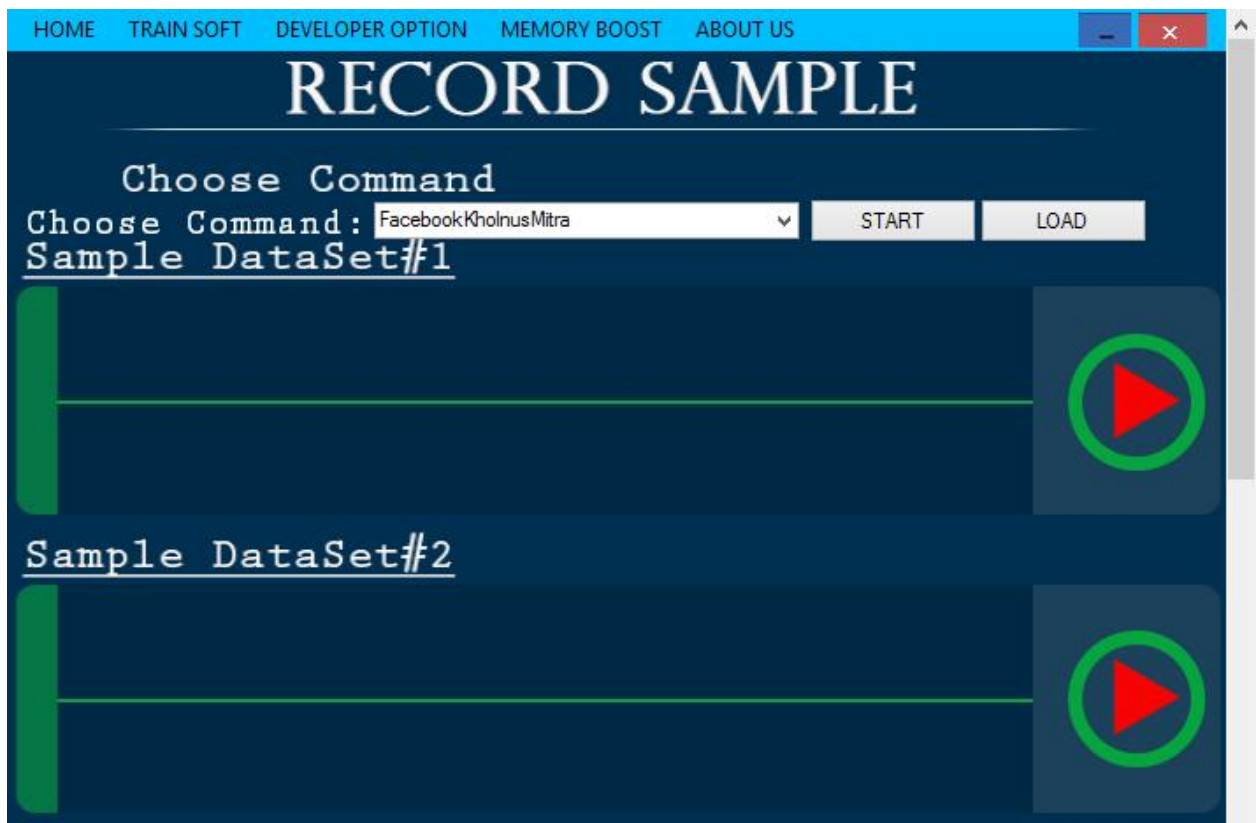 HOME TRAIN SOFT DEVELOPER OPTION MEMORY BOOST ABOUT US
RECORD SAMPLE
Choose Command
Choose Command: FacebookKholnusMitra START LOAD
Sample DataSet#1
Sample DataSet#2